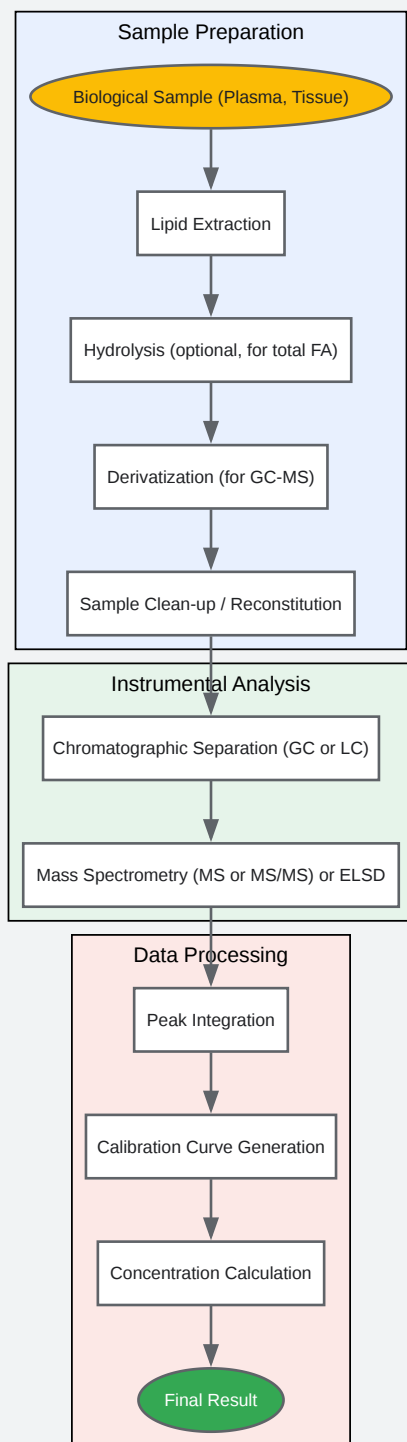 Sample Preparation
Biological Sample (Plasma, Tissue)
Lipid Extraction
Hydrolysis (optional, for total FA)
Derivatization (for GC-MS)
Sample Clean-up / Reconstitution
Instrumental Analysis
Chromatographic Separation (GC or LC)
Mass Spectrometry (MS or MS/MS) or ELSD
Data Processing
Peak Integration
Calibration Curve Generation
Concentration Calculation
Final Result